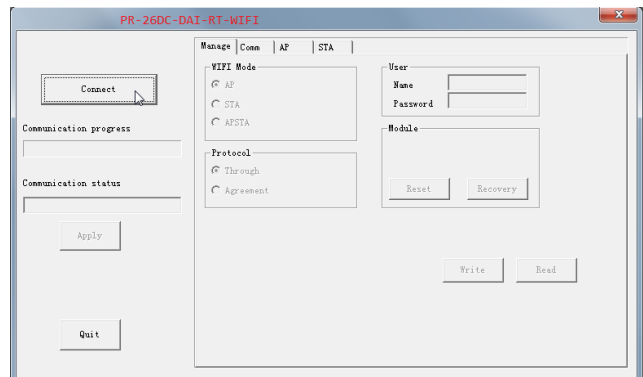 PR-26DC-DAI-RT-WIFI
Manage Comm AP STA
Connect
Communication progress
Communication status
Apply
Quit
WIFI Mode
AP
STA
APSTA
Protocol
Through
Agreement
User
Name
Password
Module
Reset Recovery
Write Read